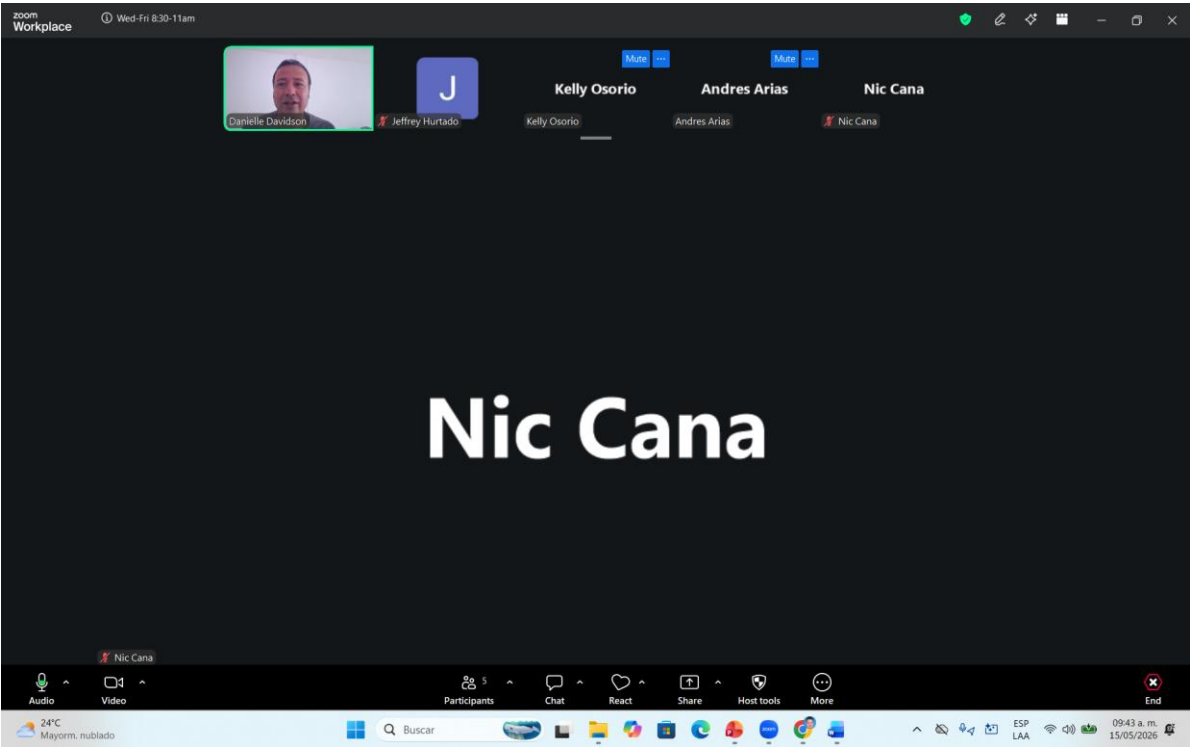 zoom
Workplace
Wed-Fri 8:30-11am
Mute ...
Mute ...
J
Kelly Osorio
Andres Arias
Nic Cana
Danielle Davidson
Jeffrey Hurtado
Kelly Osorio
Andres Arias
Nic Cana
Nic Cana
Nic Cana
5
Audio
Video
Participants
Chat
React
Share
Host tools
More
End
24°C
Mayorm. nublado
Buscar
zoom
ESP
LAA
09:43 a. m.
15/05/2026